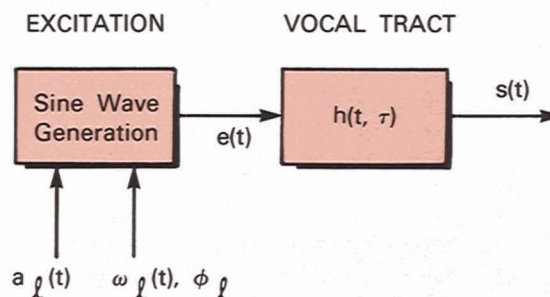 EXCITATION
VOCAL TRACT
Sine Wave
Generation
e(t)
h(t, τ)
s(t)
a ℓ(t)
ω ℓ(t), ϕ ℓ